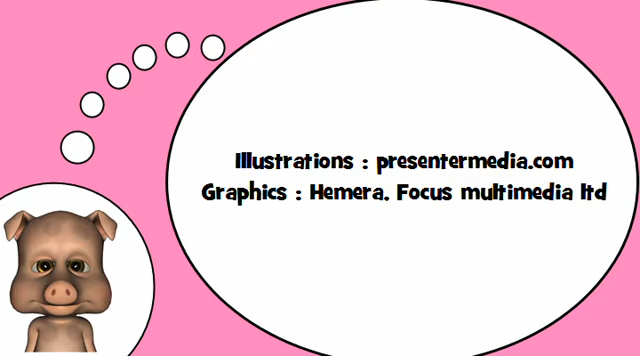 Illustrations : presentermedia.com
Graphics : Hemera. Focus multimedia ltd